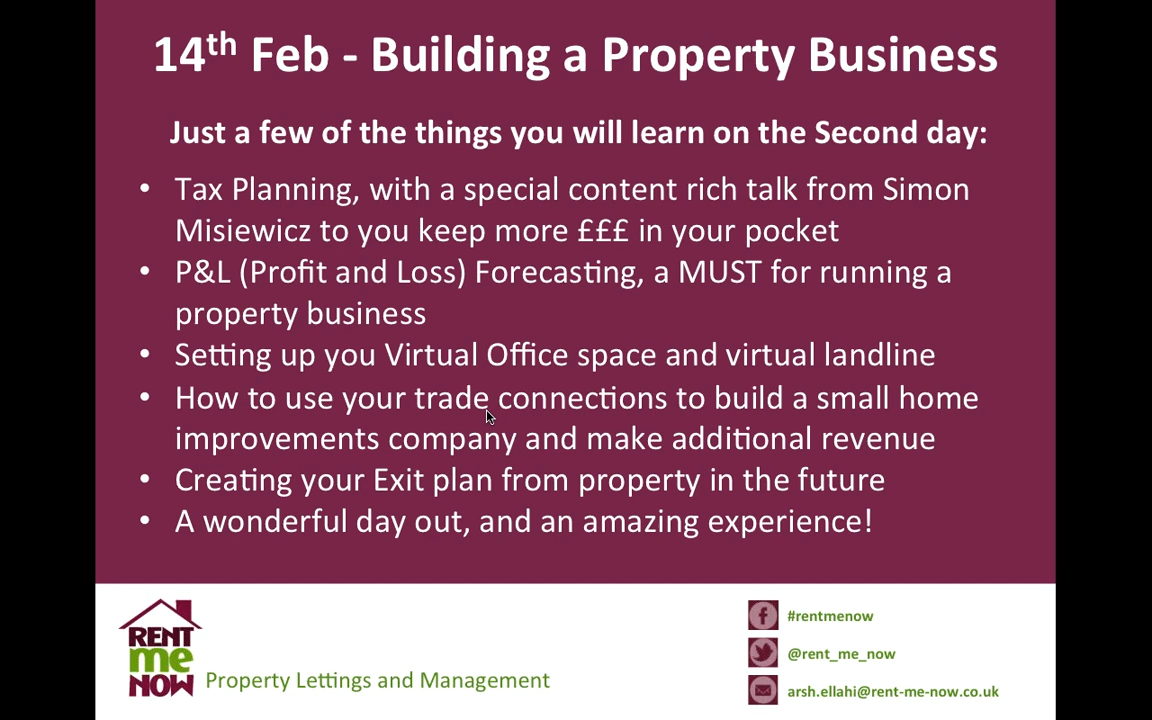 14th Feb - Building a Property Business
Just a few of the things you will learn on the Second day:
• Tax Planning, with a special content rich talk from Simon
Misiewicz to you keep more £££ in your pocket
• P&L (Profit and Loss) Forecasting, a MUST for running a
property business
• Setting up you Virtual Office space and virtual landline
• How to use your trade connections to build a small home
improvements company and make additional revenue
• Creating your Exit plan from property in the future
• A wonderful day out, and an amazing experience!
RENT
me
NOW
Property Lettings and Management
#rentmenow
@rent_me_now
arsh.ellahi@rent-me-now.co.uk